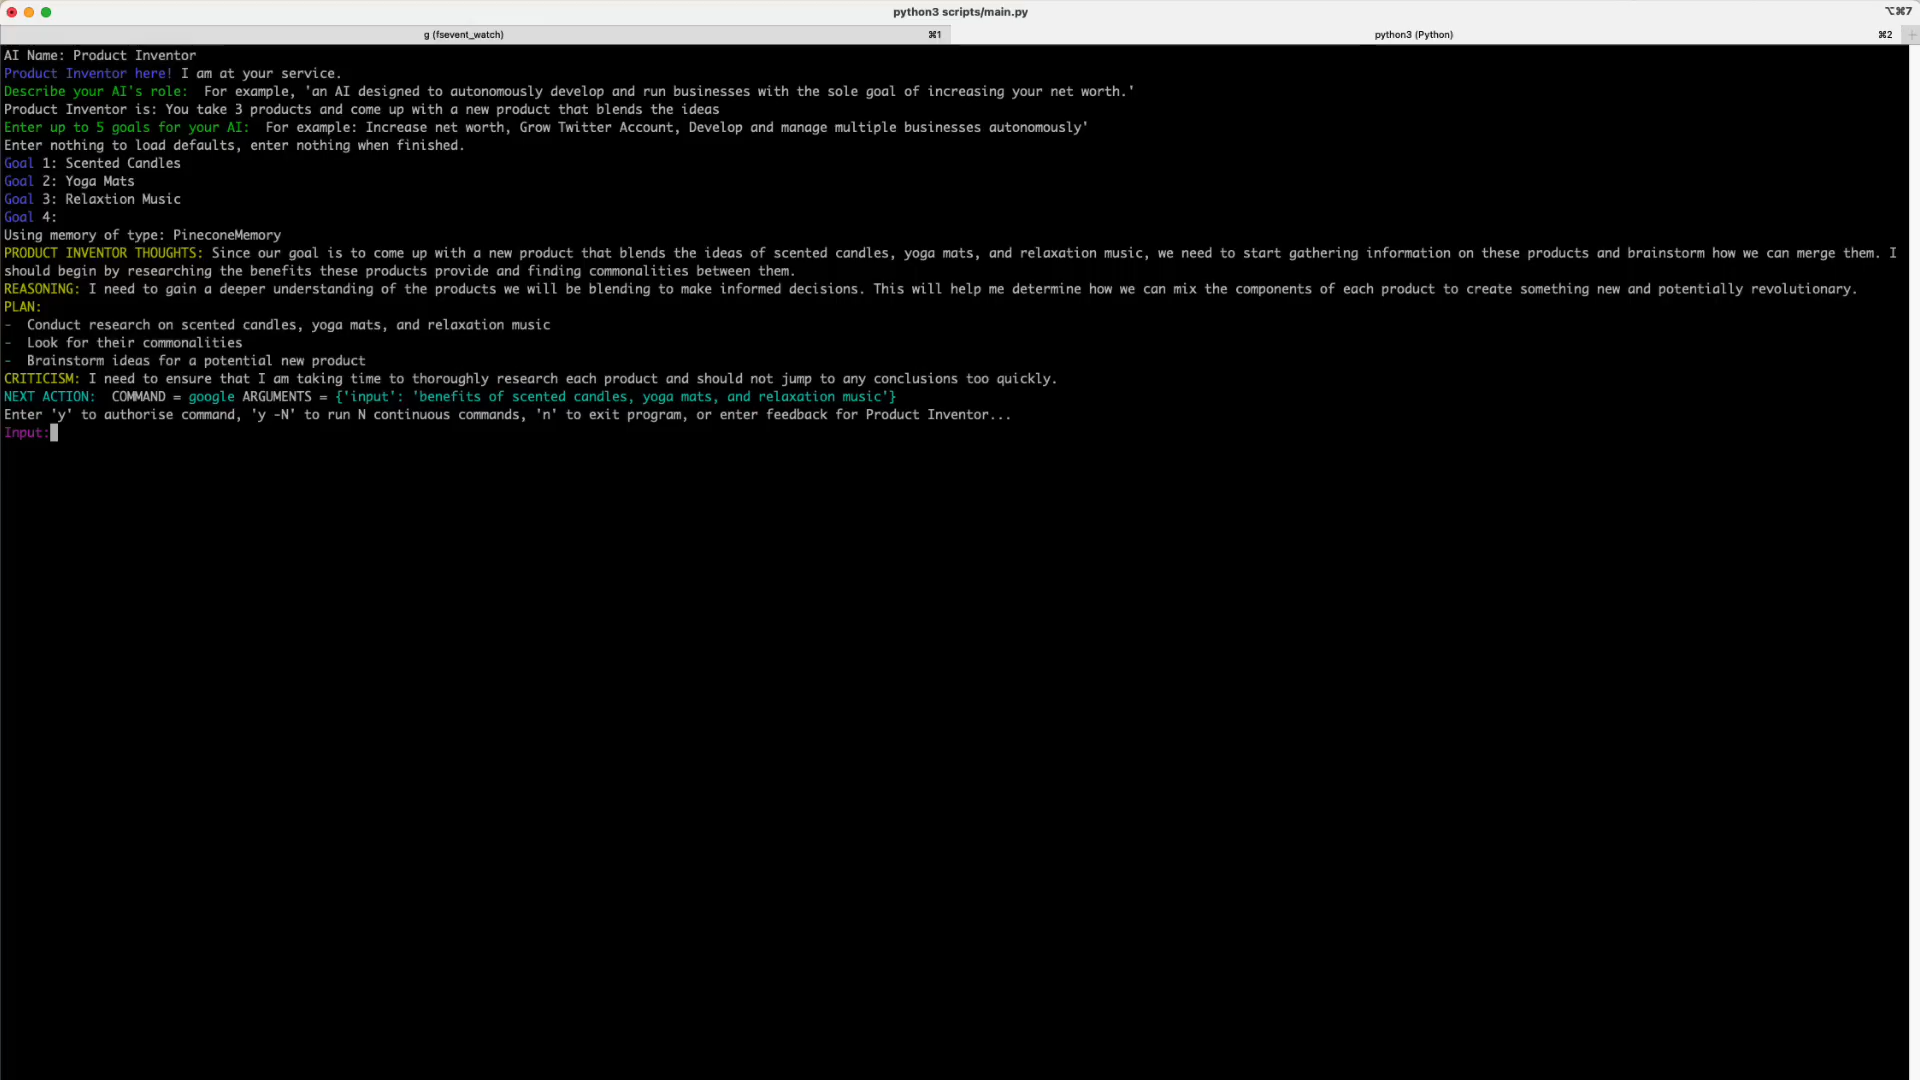 python3 scripts/main.py
⌥⌘7
g (fsevent_watch)
⌘1
python3 (Python)
⌘2
AI Name: Product Inventor
Product Inventor here! I am at your service.
Describe your AI's role:  For example, 'an AI designed to autonomously develop and run businesses with the sole goal of increasing your net worth.'
Product Inventor is: You take 3 products and come up with a new product that blends the ideas
Enter up to 5 goals for your AI:  For example: Increase net worth, Grow Twitter Account, Develop and manage multiple businesses autonomously'
Enter nothing to load defaults, enter nothing when finished.
Goal 1: Scented Candles
Goal 2: Yoga Mats
Goal 3: Relaxtion Music
Goal 4:
Using memory of type: PineconeMemory
PRODUCT INVENTOR THOUGHTS: Since our goal is to come up with a new product that blends the ideas of scented candles, yoga mats, and relaxation music, we need to start gathering information on these products and brainstorm how we can merge them. I
should begin by researching the benefits these products provide and finding commonalities between them.
REASONING: I need to gain a deeper understanding of the products we will be blending to make informed decisions. This will help me determine how we can mix the components of each product to create something new and potentially revolutionary.
PLAN:
-  Conduct research on scented candles, yoga mats, and relaxation music
-  Look for their commonalities
-  Brainstorm ideas for a potential new product
CRITICISM: I need to ensure that I am taking time to thoroughly research each product and should not jump to any conclusions too quickly.
NEXT ACTION:  COMMAND = google ARGUMENTS = {'input': 'benefits of scented candles, yoga mats, and relaxation music'}
Enter 'y' to authorise command, 'y -N' to run N continuous commands, 'n' to exit program, or enter feedback for Product Inventor...
Input: